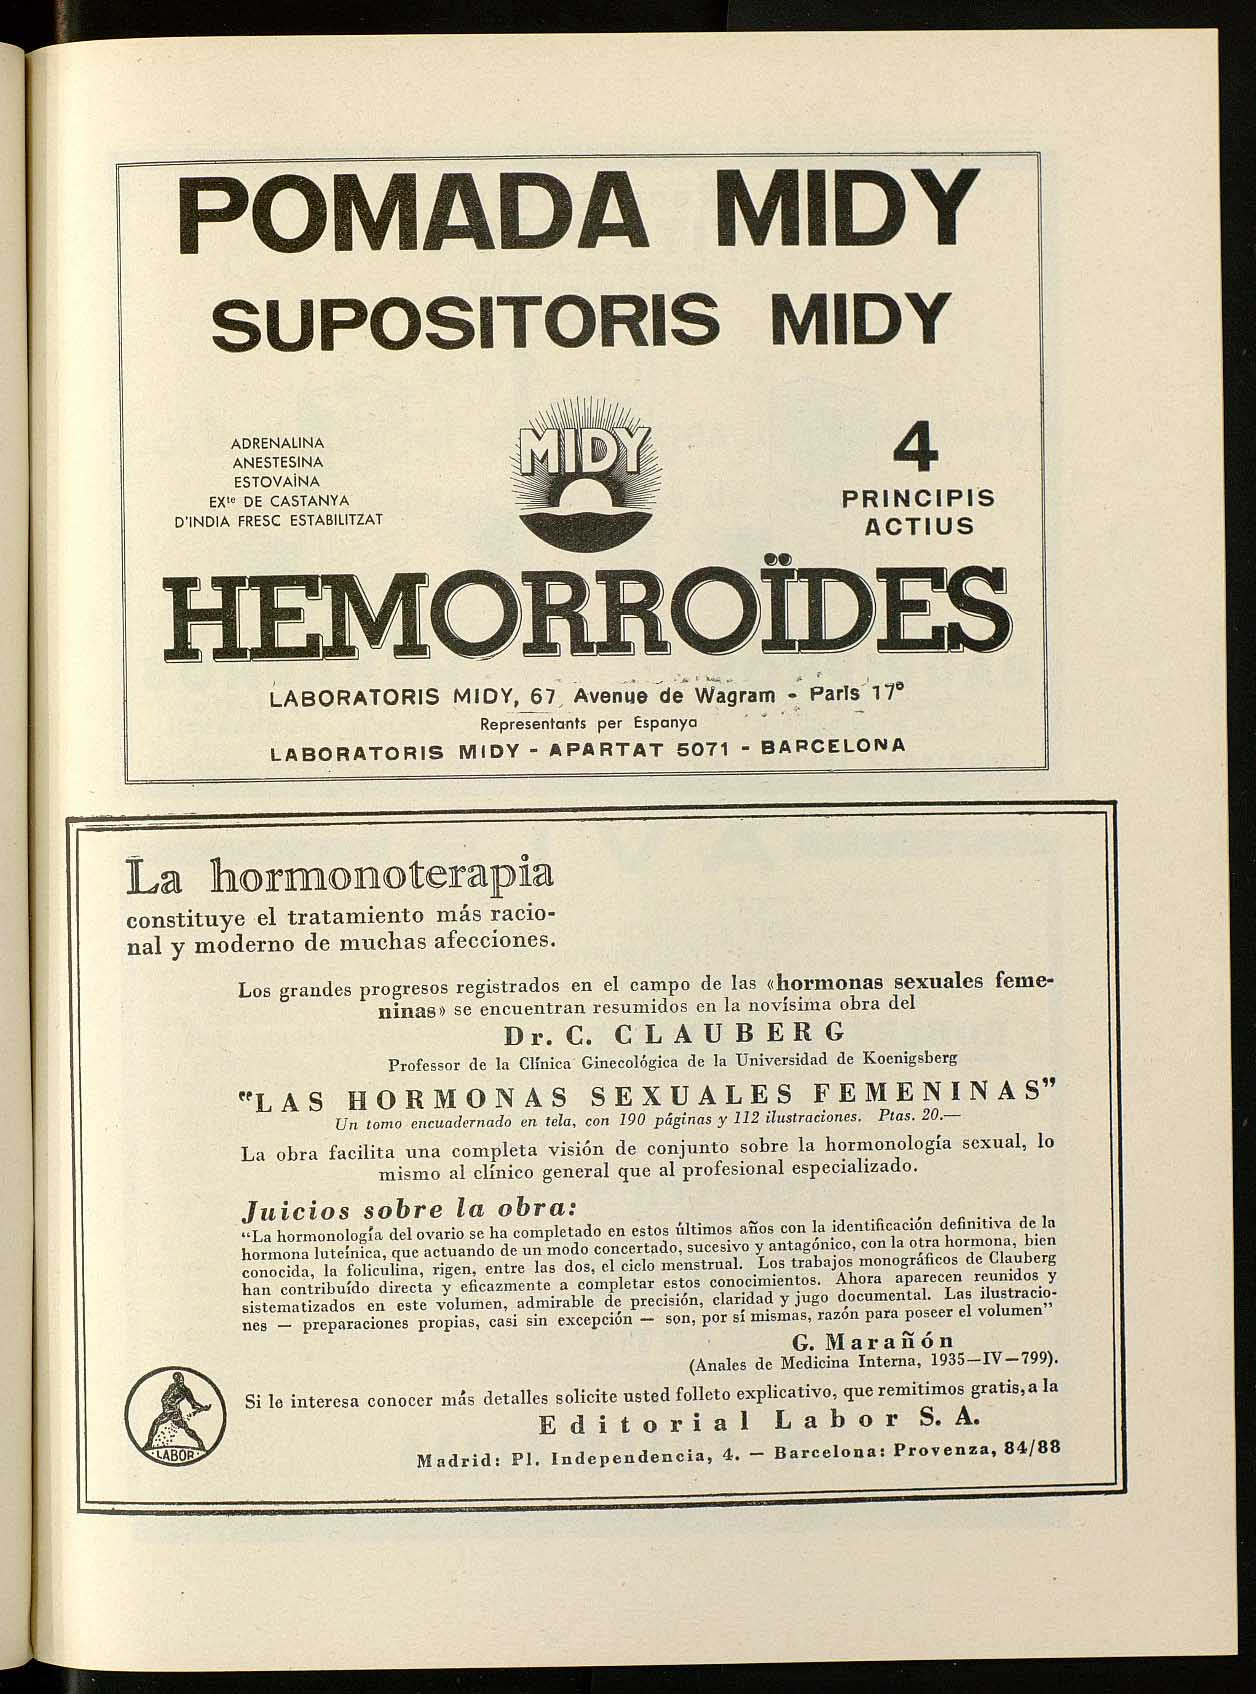 POMADA MIDY
SUPOSITORIS MIDY
ADRENALINA
ANESTESINA
ESTOVAÏNA
EXte DE CASTANYA
D'INDIA FRESC ESTABILITZAT
MIDY
4
PRINCIPIS
ACTIUS
HEMORROÏDES
LABORATORIS MIDY, 67, Avenue de Wagram - París 17e
Representants per Espanya
LABORATORIS MIDY - APARTAT 5071 - BARCELONA
La hormonoterapia
constituye el tratamiento más racio-
nal y moderno de muchas afecciones.
Los grandes progresos registrados en el campo de las «hormonas sexuales feme-
ninas» se encuentran resumidos en la novísima obra del
Dr. C. CLAUBERG
Professor de la Clínica Ginecológica de la Universidad de Koenigsberg
"LAS HORMONAS SEXUALES FEMENINAS"
Un tomo encuadernado en tela, con 190 páginas y 112 ilustraciones. Ptas. 20.—
La obra facilita una completa visión de conjunto sobre la hormonología sexual, lo
mismo al clínico general que al profesional especializado.
Juicios sobre la obra:
"La hormonología del ovario se ha completado en estos últimos años con la identificación definitiva de la
hormona luteínica, que actuando de un modo concertado, sucesivo y antagónico, con la otra hormona, bien
conocida, la foliculina, rigen, entre las dos, el ciclo menstrual. Los trabajos monográficos de Clauberg
han contribuído directa y eficazmente a completar estos conocimientos. Ahora aparecen reunidos y
sistematizados en este volumen, admirable de precisión, claridad y jugo documental. Las ilustracio-
nes — preparaciones propias, casi sin excepción — son, por sí mismas, razón para poseer el volumen"
G. Marañón
(Anales de Medicina Interna, 1935—IV—799).
Si le interesa conocer más detalles solicite usted folleto explicativo, que remitimos gratis, a la
Editorial Labor S. A.
LABOR
Madrid: Pl. Independencia, 4. — Barcelona: Provenza, 84/88